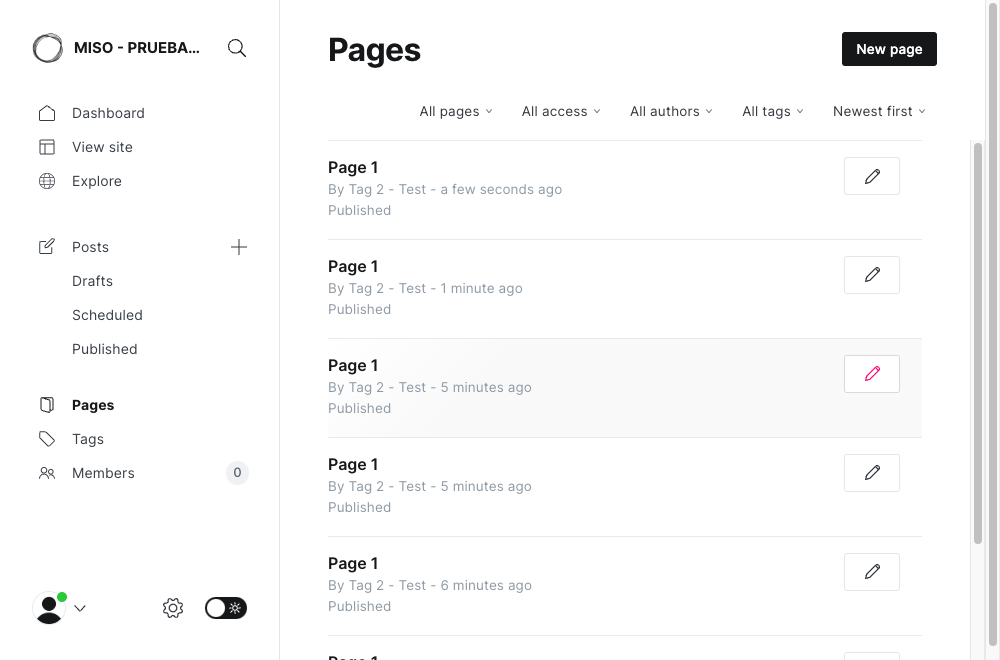 MISO - PRUEBA...
Dashboard
View site
Explore
Posts
Drafts
Scheduled
Published
Pages
Tags
Members
0
Pages
New page
All pages
All access
All authors
All tags
Newest first
Page 1
By Tag 2 - Test - a few seconds ago
Published
Page 1
By Tag 2 - Test - 1 minute ago
Published
Page 1
By Tag 2 - Test - 5 minutes ago
Published
Page 1
By Tag 2 - Test - 5 minutes ago
Published
Page 1
By Tag 2 - Test - 6 minutes ago
Published
Page 1